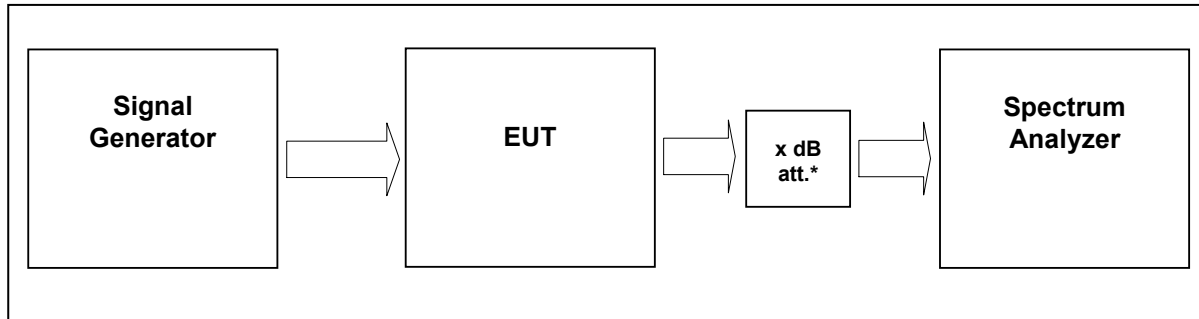 Signal
Generator
EUT
x dB
att.*
Spectrum
Analyzer